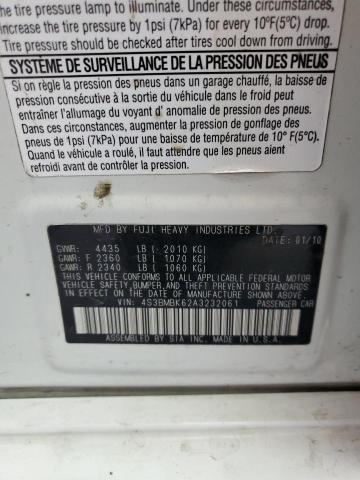 the tire pressure lamp to illuminate. Under these circumstances,
increase the tire pressure by 1psi (7kPa) for every 10°F(5°C) drop.
Tire pressure should be checked after tires cool down from driving.
SYSTÈME DE SURVEILLANCE DE LA PRESSION DES PNEUS
Si on règle la pression des pneus dans un garage chauffé, la baisse de
pression consécutive à la sortie du véhicule dans le froid peut
entraîner l'allumage du voyant d' anomalie de pression des pneus.
Dans ces circonstances, augmenter la pression de gonflage
des pneus de 1psi (7kPa) pour une baisse de température de 10° F(5°C).
Quand le véhicule a roulé, il faut attendre que les pneus aient
refroidi avant de contrôler la pression.
MFD BY FUJI HEAVY INDUSTRIES LTD.
DATE: 01/10
GVWR: 4435 LB ( 2010 KG)
GAWR: F 2360 LB ( 1070 KG)
GAWR: R 2340 LB ( 1060 KG)
THIS VEHICLE CONFORMS TO ALL APPLICABLE FEDERAL MOTOR
VEHICLE SAFETY, BUMPER, AND THEFT PREVENTION STANDARDS
IN EFFECT ON THE DATE OF MANUFACTURE SHOWN ABOVE.
VIN: 4S3BMBK62A3232061 PASSENGER CAR
ASSEMBLED BY SIA INC. MADE IN U.S.A.